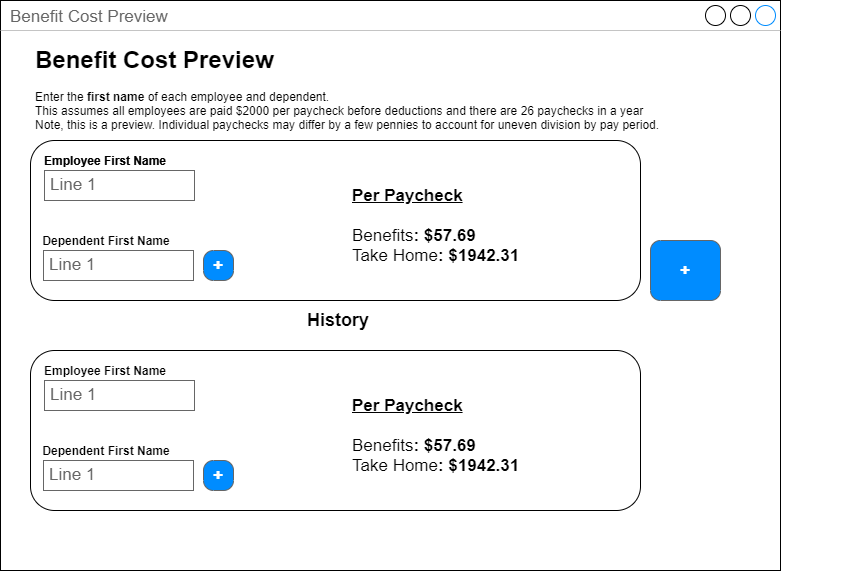 Benefit Cost Preview
Benefit Cost Preview
Enter the first name of each employee and dependent.
This assumes all employees are paid $2000 per paycheck before deductions and there are 26 paychecks in a year
Note, this is a preview. Individual paychecks may differ by a few pennies to account for uneven division by pay period.
Employee First Name
Line 1
Dependent First Name
Line 1
+
Per Paycheck
Benefits: $57.69
Take Home: $1942.31
+
History
Employee First Name
Line 1
Dependent First Name
Line 1
+
Per Paycheck
Benefits: $57.69
Take Home: $1942.31